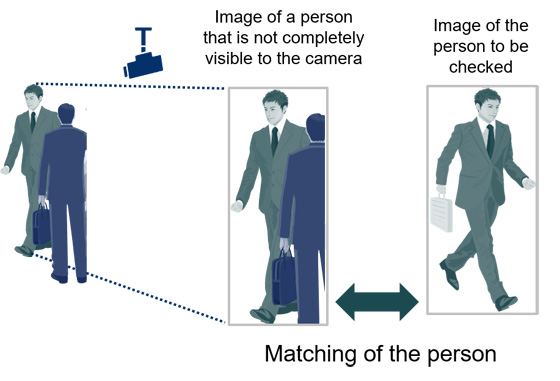 Image of a person
that is not completely
visible to the camera
Image of the
person to be
checked
Matching of the person